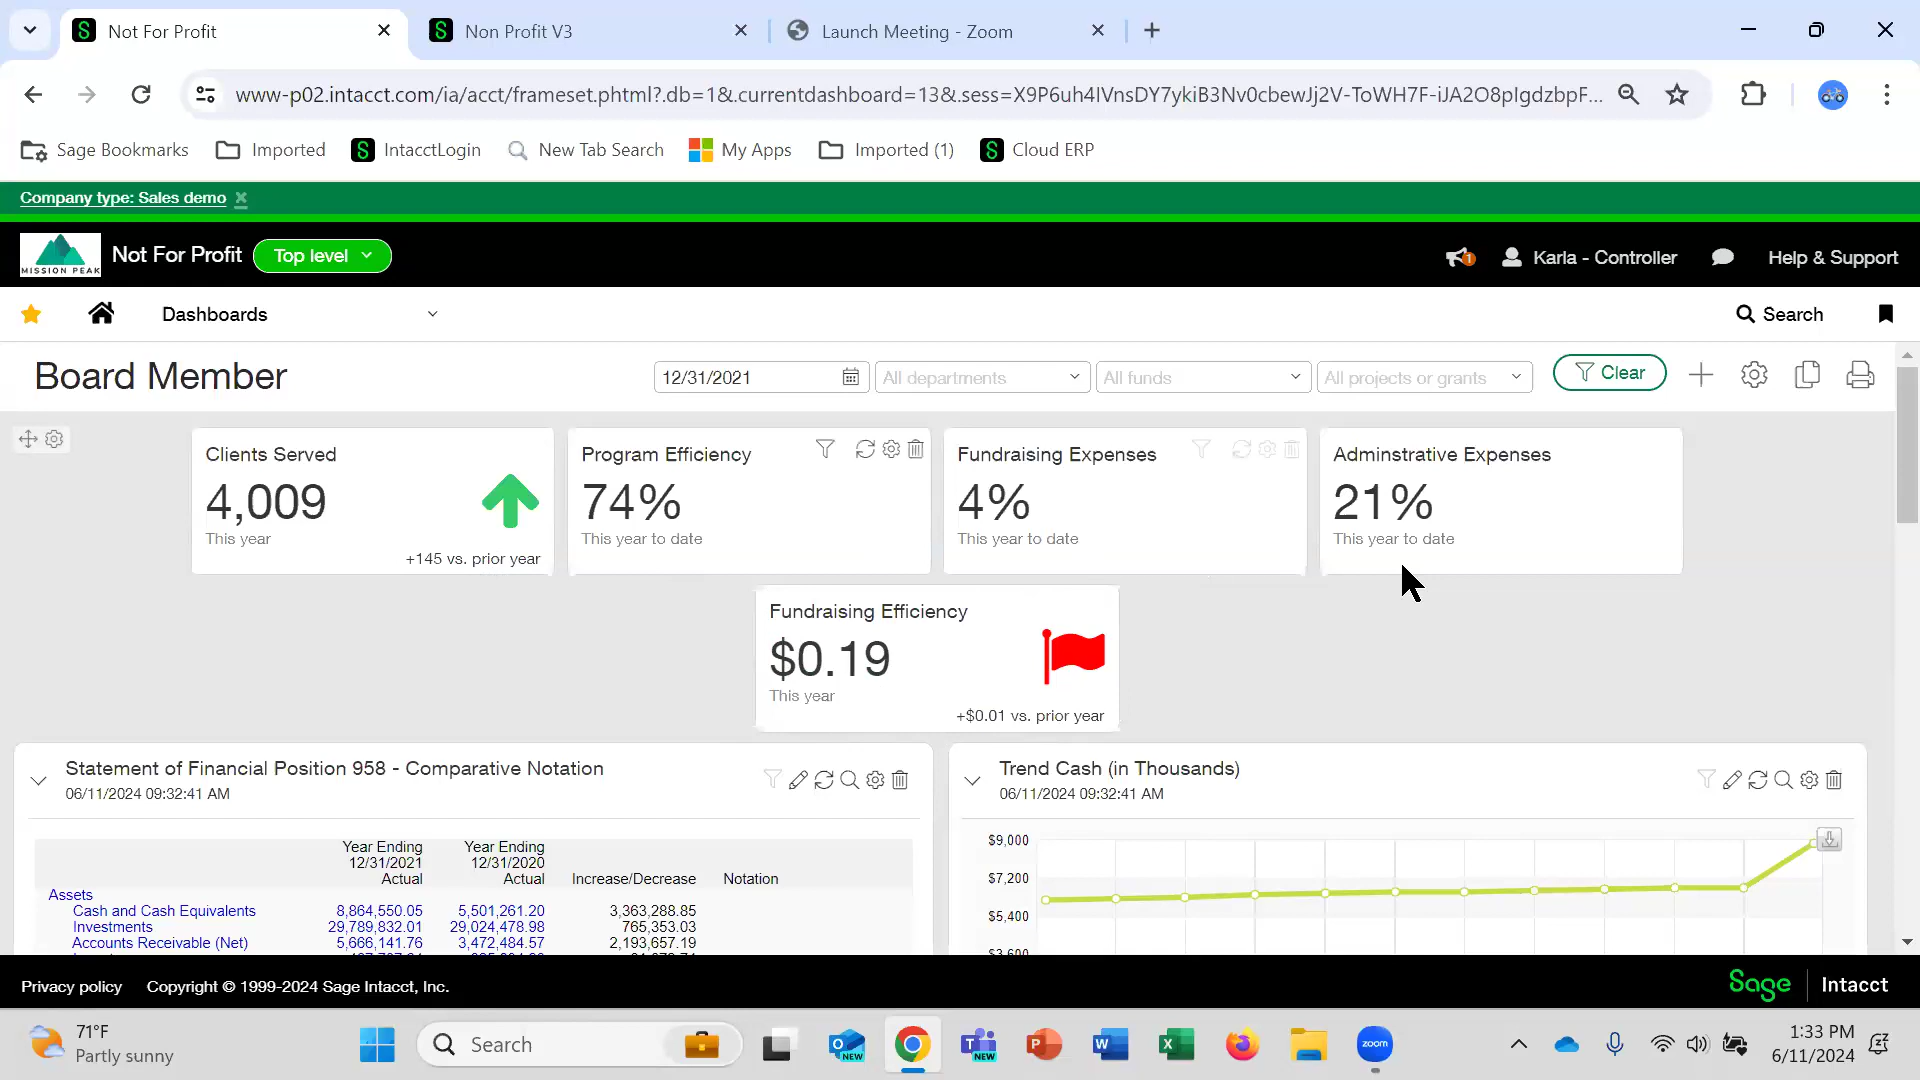 Not For Profit
Non Profit V3
Launch Meeting - Zoom
www-p02.intacct.com/ia/acct/frameset.phtml?.db=1&.currentdashboard=13&.sess=X9P6uh4IVnsDY7ykiB3Nv0cbewJj2V-ToWH7F-iJA2O8pIgdzbpF...
Sage Bookmarks
Imported
IntacctLogin
New Tab Search
My Apps
Imported (1)
Cloud ERP
Company type: Sales demo
MISSION PEAK
Not For Profit
Top level
1
Karla - Controller
Help & Support
Dashboards
Search
Board Member
12/31/2021
All departments
All funds
All projects or grants
Clear
Clients Served
4,009
This year
+145 vs. prior year
Program Efficiency
74%
This year to date
Fundraising Expenses
4%
This year to date
Adminstrative Expenses
21%
This year to date
Fundraising Efficiency
$0.19
This year
+$0.01 vs. prior year
Statement of Financial Position 958 - Comparative Notation
06/11/2024 09:32:41 AM
Year Ending Year Ending
12/31/2021 12/31/2020
Actual Actual Increase/Decrease Notation
Assets
Cash and Cash Equivalents 8,864,550.05 5,501,261.20 3,363,288.85
Investments 29,789,832.01 29,024,478.98 765,353.03
Accounts Receivable (Net) 5,666,141.76 3,472,484.57 2,193,657.19
Trend Cash (in Thousands)
06/11/2024 09:32:41 AM
$9,000
$7,200
$5,400
$3,600
Privacy policy
Copyright © 1999-2024 Sage Intacct, Inc.
Sage
Intacct
71°F
Partly sunny
Search
NEW
NEW
zoom
1:33 PM
6/11/2024